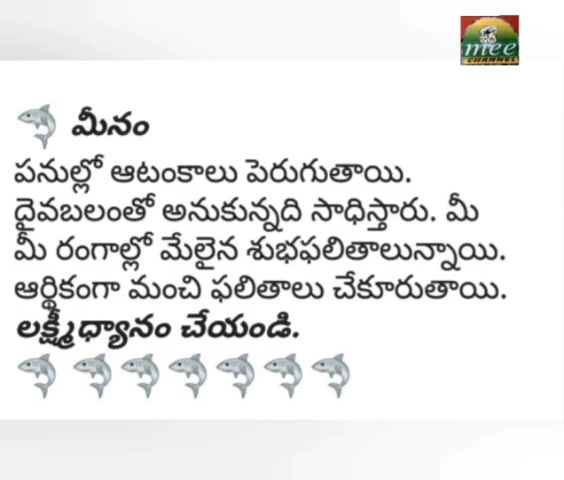 mee
CHANNEL
మీనం
పనుల్లో ఆటంకాలు పెరుగుతాయి.
దైవబలంతో అనుకున్నది సాధిస్తారు. మీ
మీ రంగాల్లో మేలైన శుభఫలితాలున్నాయి.
ఆర్థికంగా మంచి ఫలితాలు చేకూరుతాయి.
లక్ష్మీధ్యానం చేయండి.